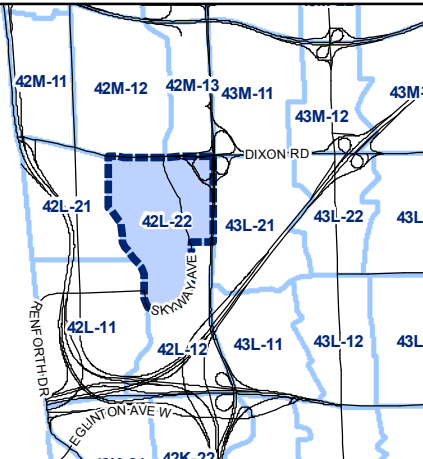 42M-11
42M-12
42M-13
43M-11
43M-12
DIXON RD
42L-21
42L-22
43L-21
43L-22
43L
SKYWAY AVE
RENFORTH DR
42L-11
42L-12
43L-11
43L-12
43L
EGLINTON AVE W
42K-22